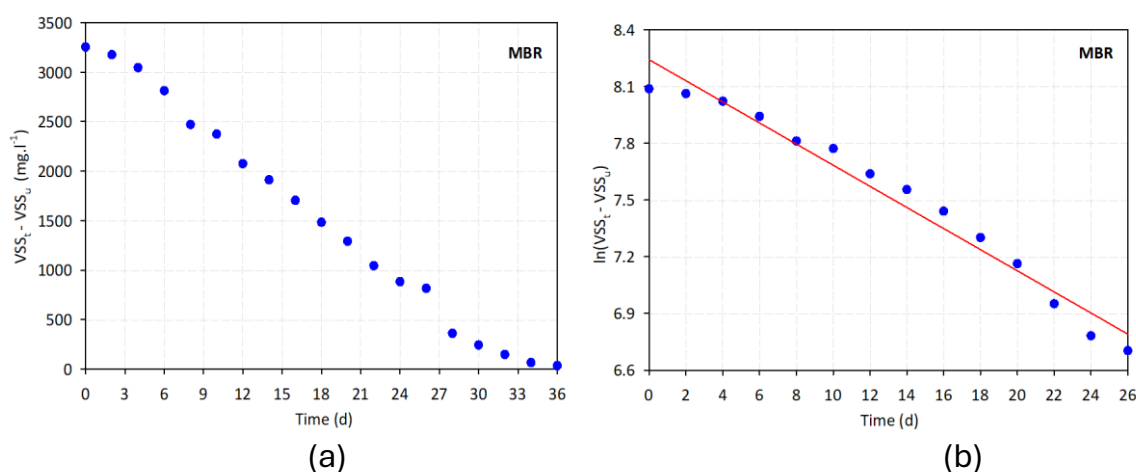 3500
3000
2500
2000
1500
1000
500
0
VSSₜ - VSSᵤ (mg.l⁻¹)
MBR
0 3 6 9 12 15 18 21 24 27 30 33 36
Time (d)
(a)
8.4
8.1
7.8
7.5
7.2
6.9
6.6
ln(VSSₜ - VSSᵤ)
MBR
0 2 4 6 8 10 12 14 16 18 20 22 24 26
Time (d)
(b)